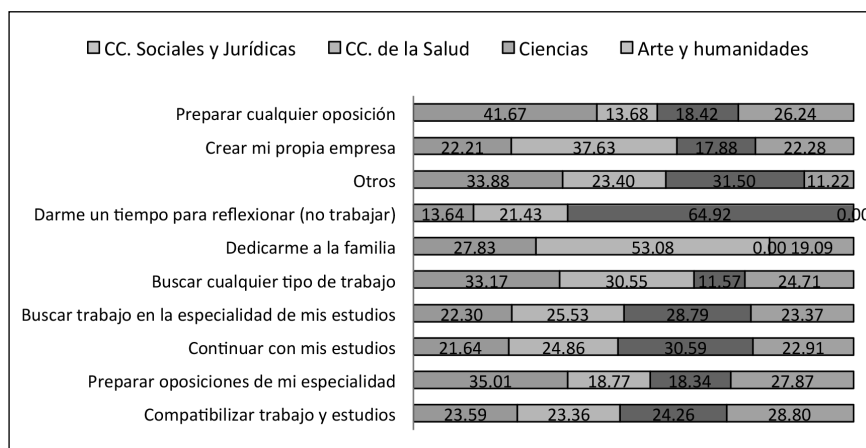 CC. Sociales y Jurídicas CC. de la Salud Ciencias Arte y humanidades
Preparar cualquier oposición 41.67 13.68 18.42 26.24
Crear mi propia empresa 22.21 37.63 17.88 22.28
Otros 33.88 23.40 31.50 11.22
Darme un tiempo para reflexionar (no trabajar) 13.64 21.43 64.92 0.00
Dedicarme a la familia 27.83 53.08 0.00 19.09
Buscar cualquier tipo de trabajo 33.17 30.55 11.57 24.71
Buscar trabajo en la especialidad de mis estudios 22.30 25.53 28.79 23.37
Continuar con mis estudios 21.64 24.86 30.59 22.91
Preparar oposiciones de mi especialidad 35.01 18.77 18.34 27.87
Compatibilizar trabajo y estudios 23.59 23.36 24.26 28.80